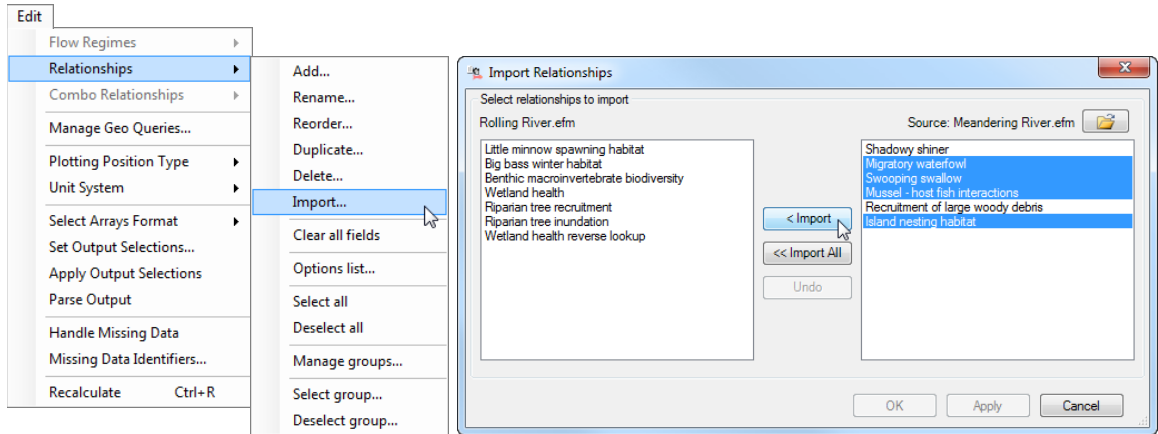 Edit
Flow Regimes
Relationships
Combo Relationships
Manage Geo Queries...
Plotting Position Type
Unit System
Select Arrays Format
Set Output Selections...
Apply Output Selections
Parse Output
Handle Missing Data
Missing Data Identifiers...
Recalculate Ctrl+R
Add...
Rename...
Reorder...
Duplicate...
Delete...
Import...
Clear all fields
Options list...
Select all
Deselect all
Manage groups...
Select group...
Deselect group...
Import Relationships
Select relationships to import
Rolling River.efm
Source: Meandering River.efm
Little minnow spawning habitat
Big bass winter habitat
Benthic macroinvertebrate biodiversity
Wetland health
Riparian tree recruitment
Riparian tree inundation
Wetland health reverse lookup
< Import
<< Import All
Undo
Shadowy shiner
Migratory waterfowl
Swooping swallow
Mussel - host fish interactions
Recruitment of large woody debris
Island nesting habitat
OK
Apply
Cancel